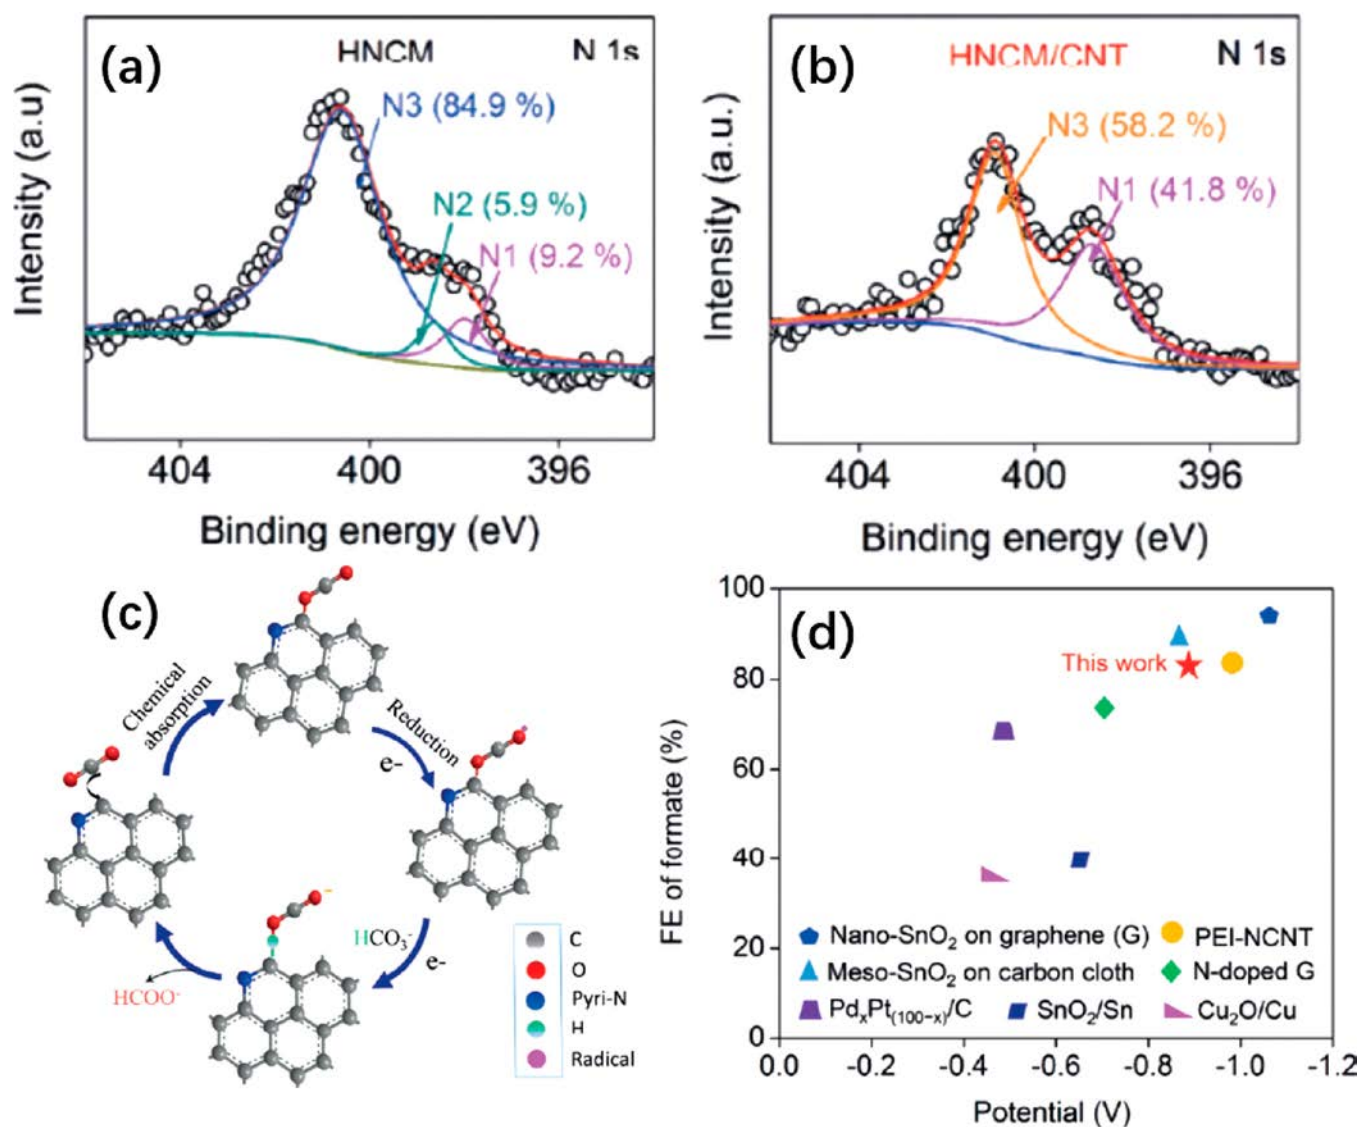 (a)
HNCM
N 1s
N3 (84.9 %)
N2 (5.9 %)
N1 (9.2 %)
Intensity (a.u)
404
400
396
Binding energy (eV)
(b)
HNCM/CNT
N 1s
N3 (58.2 %)
N1 (41.8 %)
Intensity (a.u.)
404
400
396
Binding energy (eV)
(c)
Chemical
absorption
Reduction
e-
HCO₃⁻
e-
HCOO⁻
C
O
Pyri-N
H
Radical
(d)
100
80
60
40
20
0
FE of formate (%)
This work
Nano-SnO₂ on graphene (G)
PEI-NCNT
Meso-SnO₂ on carbon cloth
N-doped G
PdₓPt₍₁₀₀₋ₓ₎/C
SnO₂/Sn
Cu₂O/Cu
0.0
-0.2
-0.4
-0.6
-0.8
-1.0
-1.2
Potential (V)